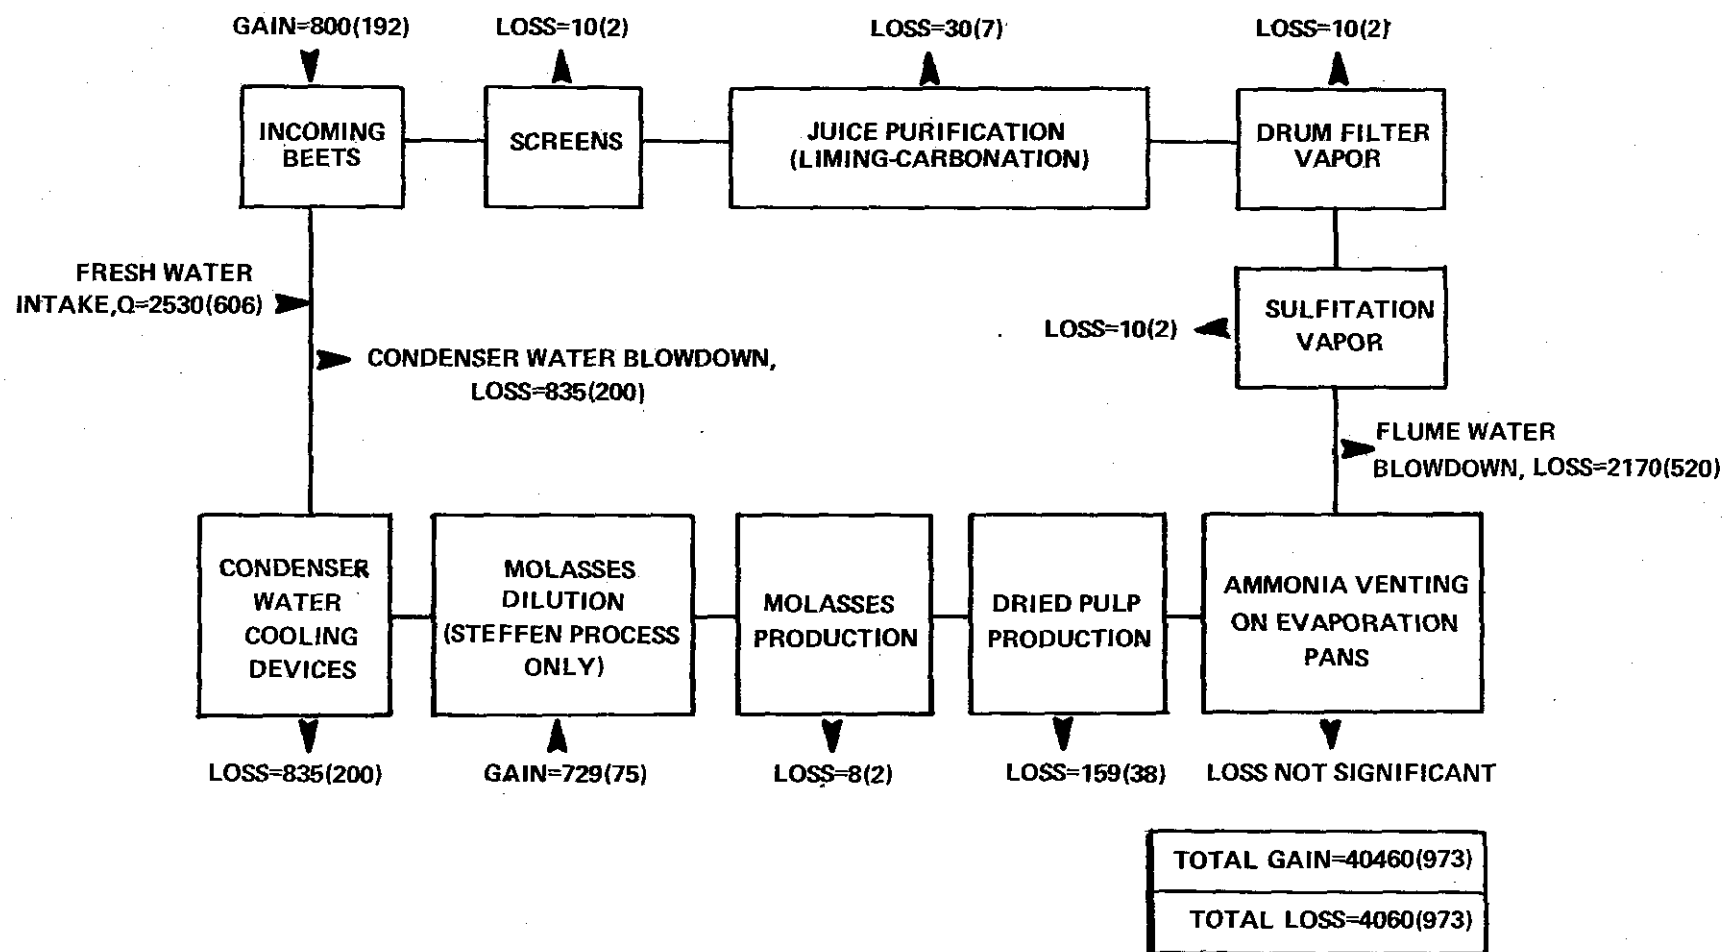 GAIN=800(192)
LOSS=10(2)
LOSS=30(7)
LOSS=10(2)
INCOMING
BEETS
SCREENS
JUICE PURIFICATION
(LIMING-CARBONATION)
DRUM FILTER
VAPOR
FRESH WATER
INTAKE,Q=2530(606)
SULFITATION
VAPOR
LOSS=10(2)
CONDENSER WATER BLOWDOWN,
LOSS=835(200)
FLUME WATER
BLOWDOWN, LOSS=2170(520)
CONDENSER
WATER
COOLING
DEVICES
MOLASSES
DILUTION
(STEFFEN PROCESS
ONLY)
MOLASSES
PRODUCTION
DRIED PULP
PRODUCTION
AMMONIA VENTING
ON EVAPORATION
PANS
LOSS=835(200)
GAIN=729(75)
LOSS=8(2)
LOSS=159(38)
LOSS NOT SIGNIFICANT
TOTAL GAIN=40460(973)
TOTAL LOSS=4060(973)